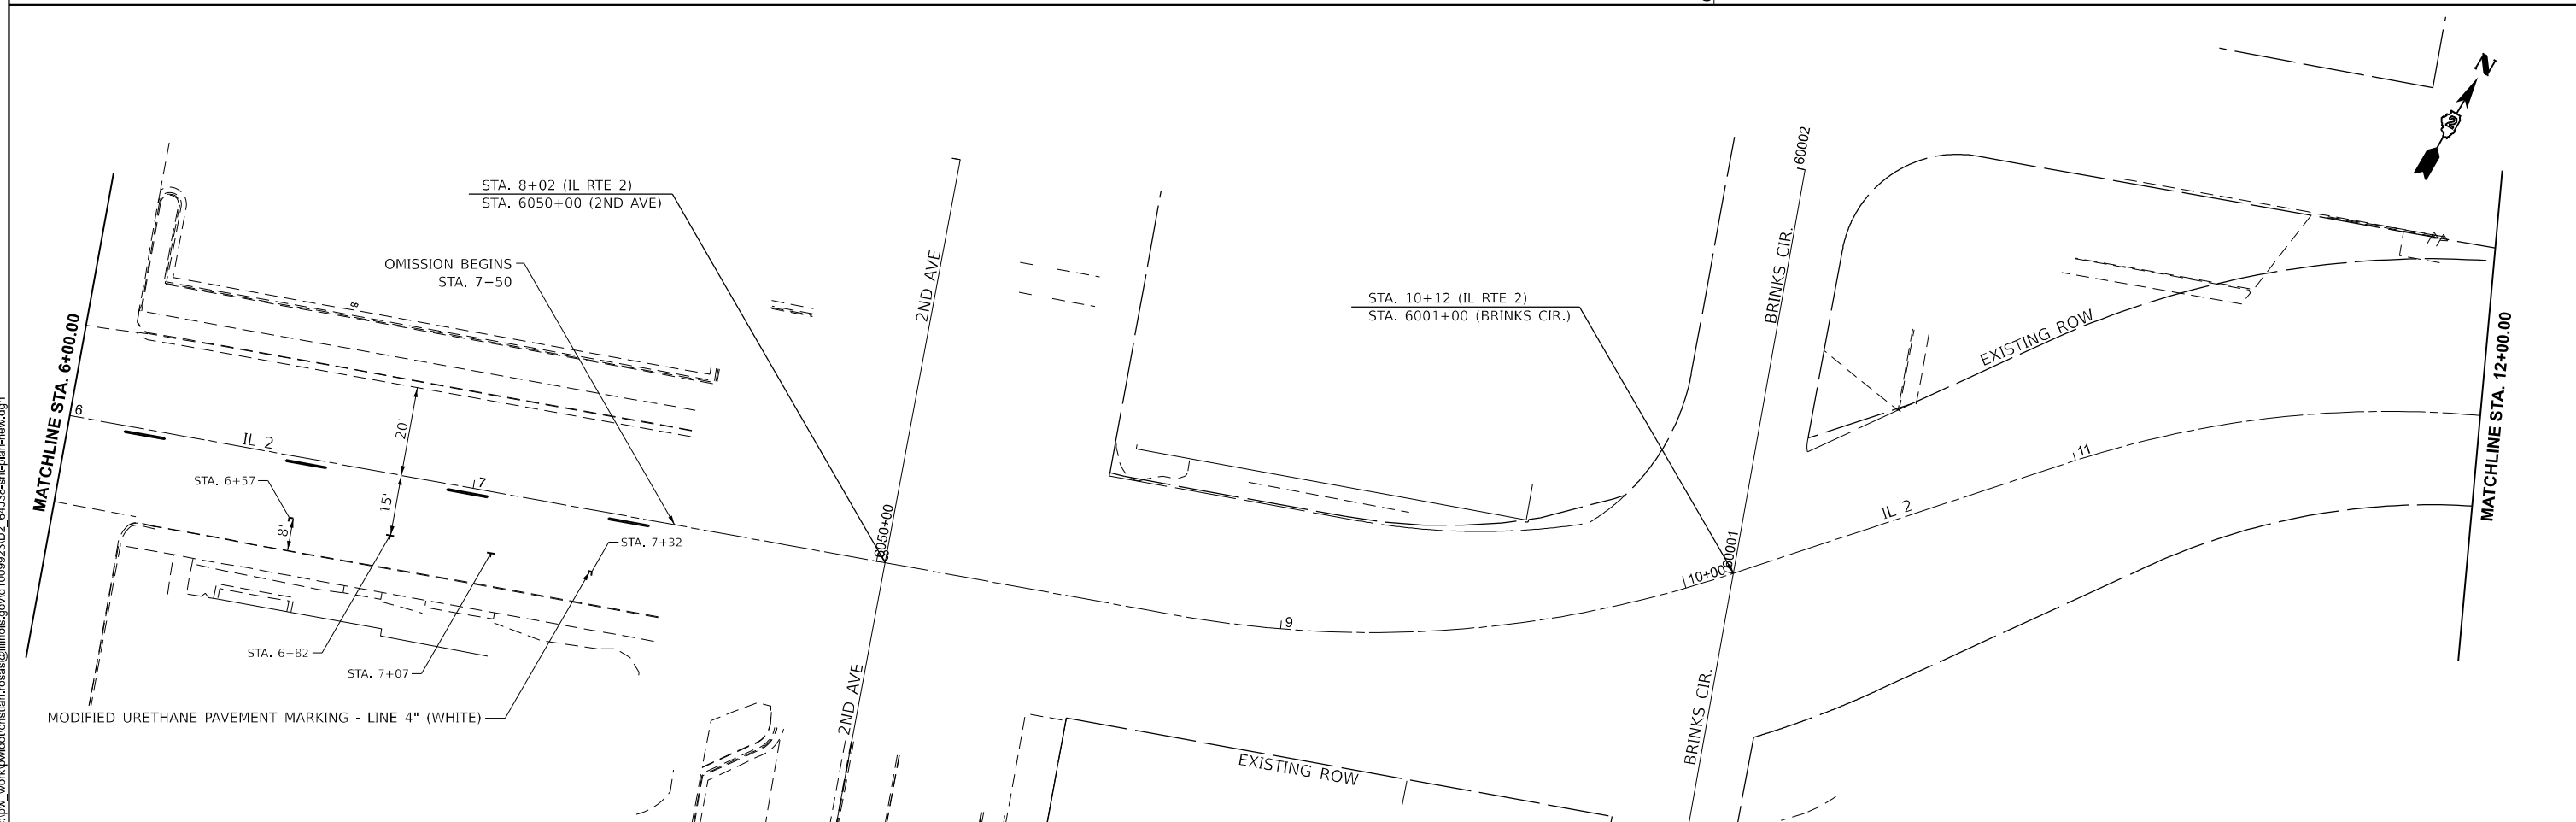 N
60002
STA. 8+02 (IL RTE 2)
STA. 6050+00 (2ND AVE)
OMISSION BEGINS
STA. 7+50
2ND AVE
BRINKS CIR.
STA. 10+12 (IL RTE 2)
STA. 6001+00 (BRINKS CIR.)
8
EXISTING ROW
MATCHLINE STA. 6+00.00
MATCHLINE STA. 12+00.00
6
IL 2
20'
STA. 6+57
7
15'
8'
STA. 7+32
6050+00
8
60001
10+00
IL 2
11
9
STA. 6+82
STA. 7+07
MODIFIED URETHANE PAVEMENT MARKING - LINE 4" (WHITE)
2ND AVE
BRINKS CIR.
EXISTING ROW